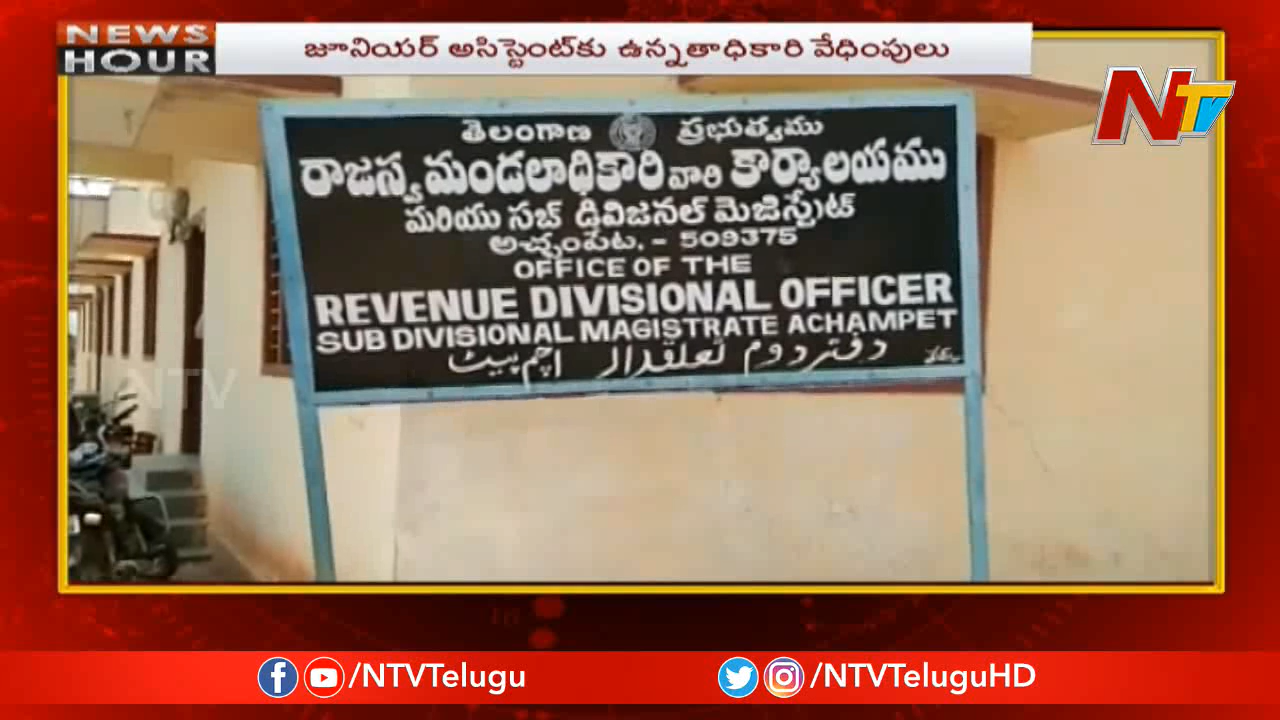 NEWS
HOUR
జూనియర్ అసిస్టెంట్‌కు ఉన్నతాధికారి వేధింపులు
NTV
తెలంగాణ ప్రభుత్వము
రాజస్వ మండలాధికారి వారి కార్యాలయము
మరియు సబ్ డివిజనల్ మెజిస్ట్రేట్
అచ్చంపేట. - 509375
OFFICE OF THE
REVENUE DIVISIONAL OFFICER
SUB DIVISIONAL MAGISTRATE ACHAMPET
دفتر دوم تعلقدار اچم پیٹ
NTV
/NTVTelugu
/NTVTeluguHD